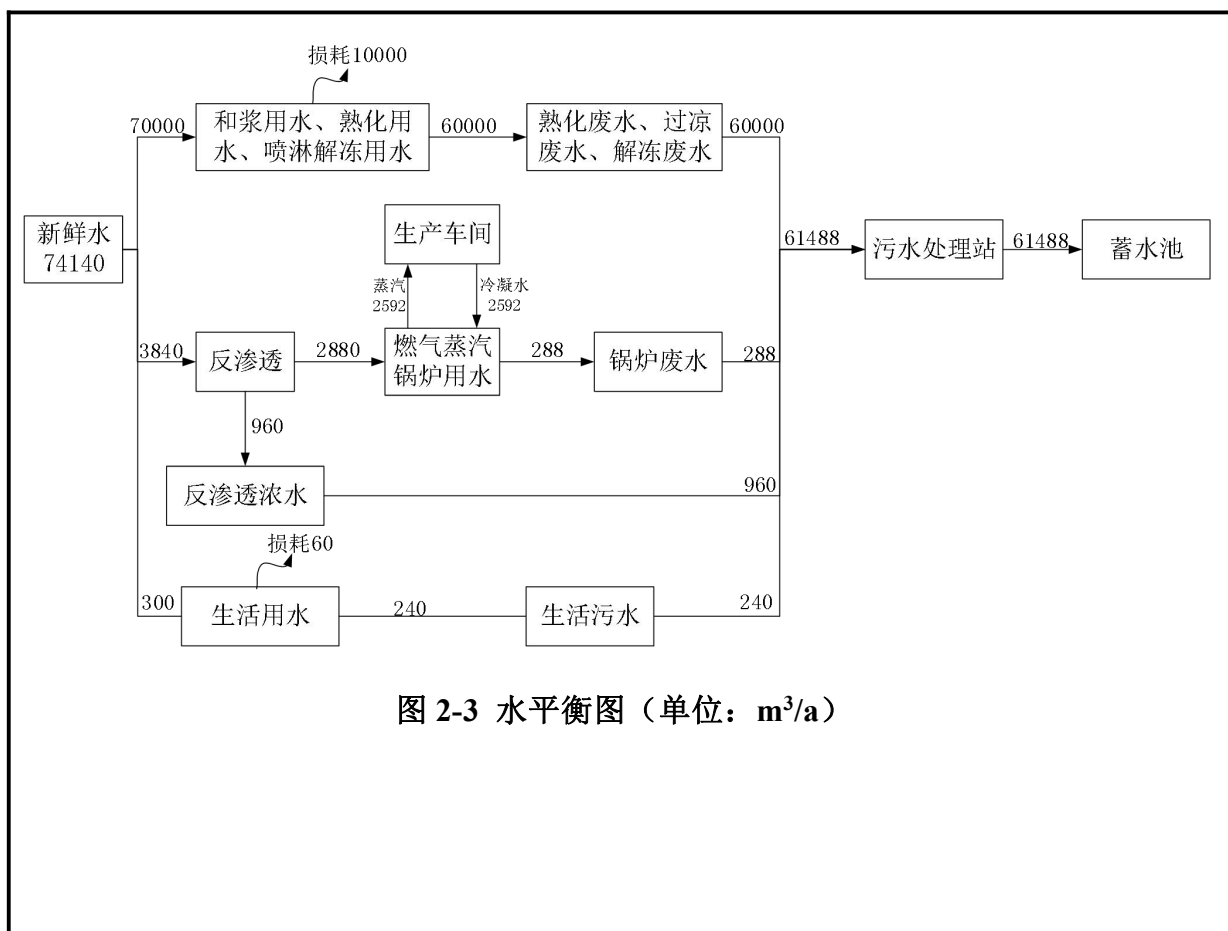 损耗10000
70000
和浆用水、熟化用
水、喷淋解冻用水
60000
熟化废水、过凉
废水、解冻废水
60000
新鲜水
74140
生产车间
蒸汽
2592
冷凝水
2592
61488
污水处理站
61488
蓄水池
3840
反渗透
2880
燃气蒸汽
锅炉用水
288
锅炉废水
288
960
反渗透浓水
960
损耗60
300
生活用水
240
生活污水
240
图 2-3 水平衡图（单位：m³/a）